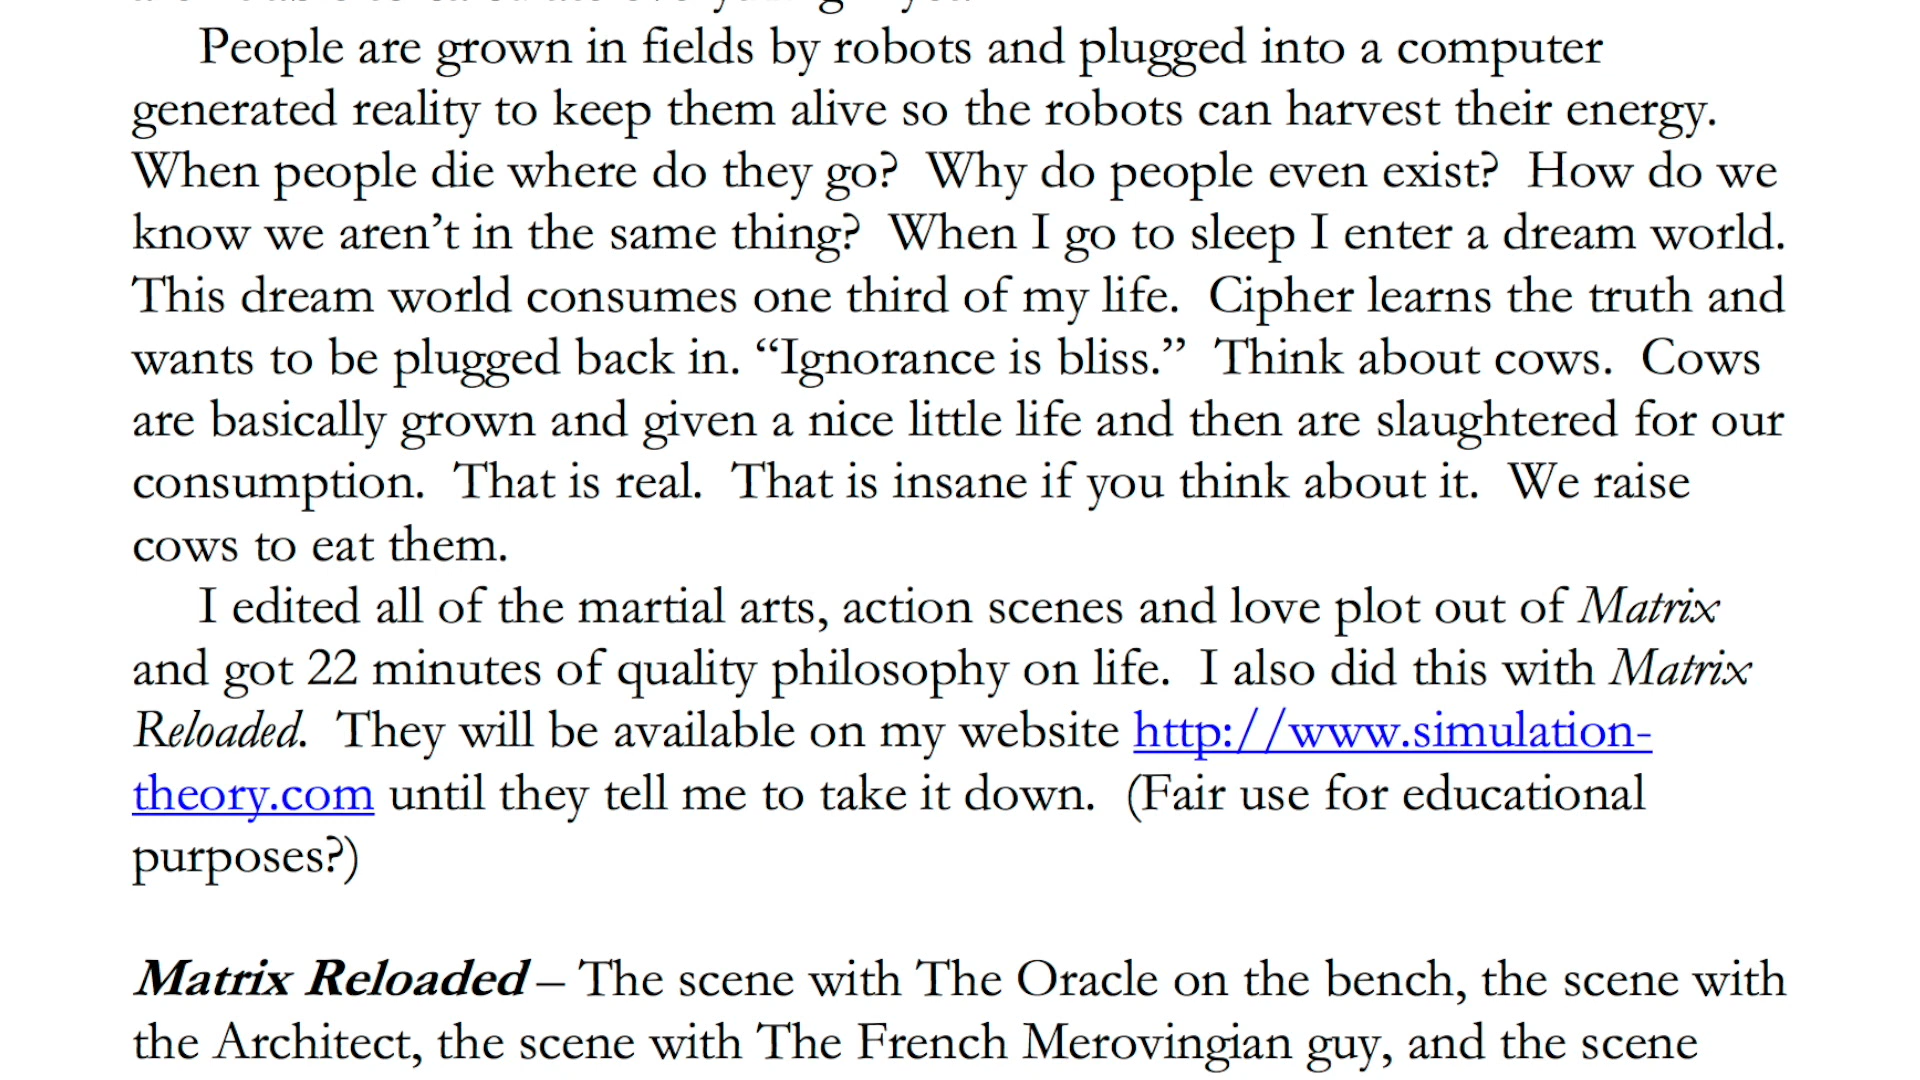 People are grown in fields by robots and plugged into a computer
generated reality to keep them alive so the robots can harvest their energy.
When people die where do they go?  Why do people even exist?  How do we
know we aren’t in the same thing?  When I go to sleep I enter a dream world.
This dream world consumes one third of my life.  Cipher learns the truth and
wants to be plugged back in. “Ignorance is bliss.”  Think about cows.  Cows
are basically grown and given a nice little life and then are slaughtered for our
consumption.  That is real.  That is insane if you think about it.  We raise
cows to eat them.
I edited all of the martial arts, action scenes and love plot out of Matrix
and got 22 minutes of quality philosophy on life.  I also did this with Matrix
Reloaded.  They will be available on my website http://www.simulation-
theory.com until they tell me to take it down.  (Fair use for educational
purposes?)
Matrix Reloaded – The scene with The Oracle on the bench, the scene with
the Architect, the scene with The French Merovingian guy, and the scene